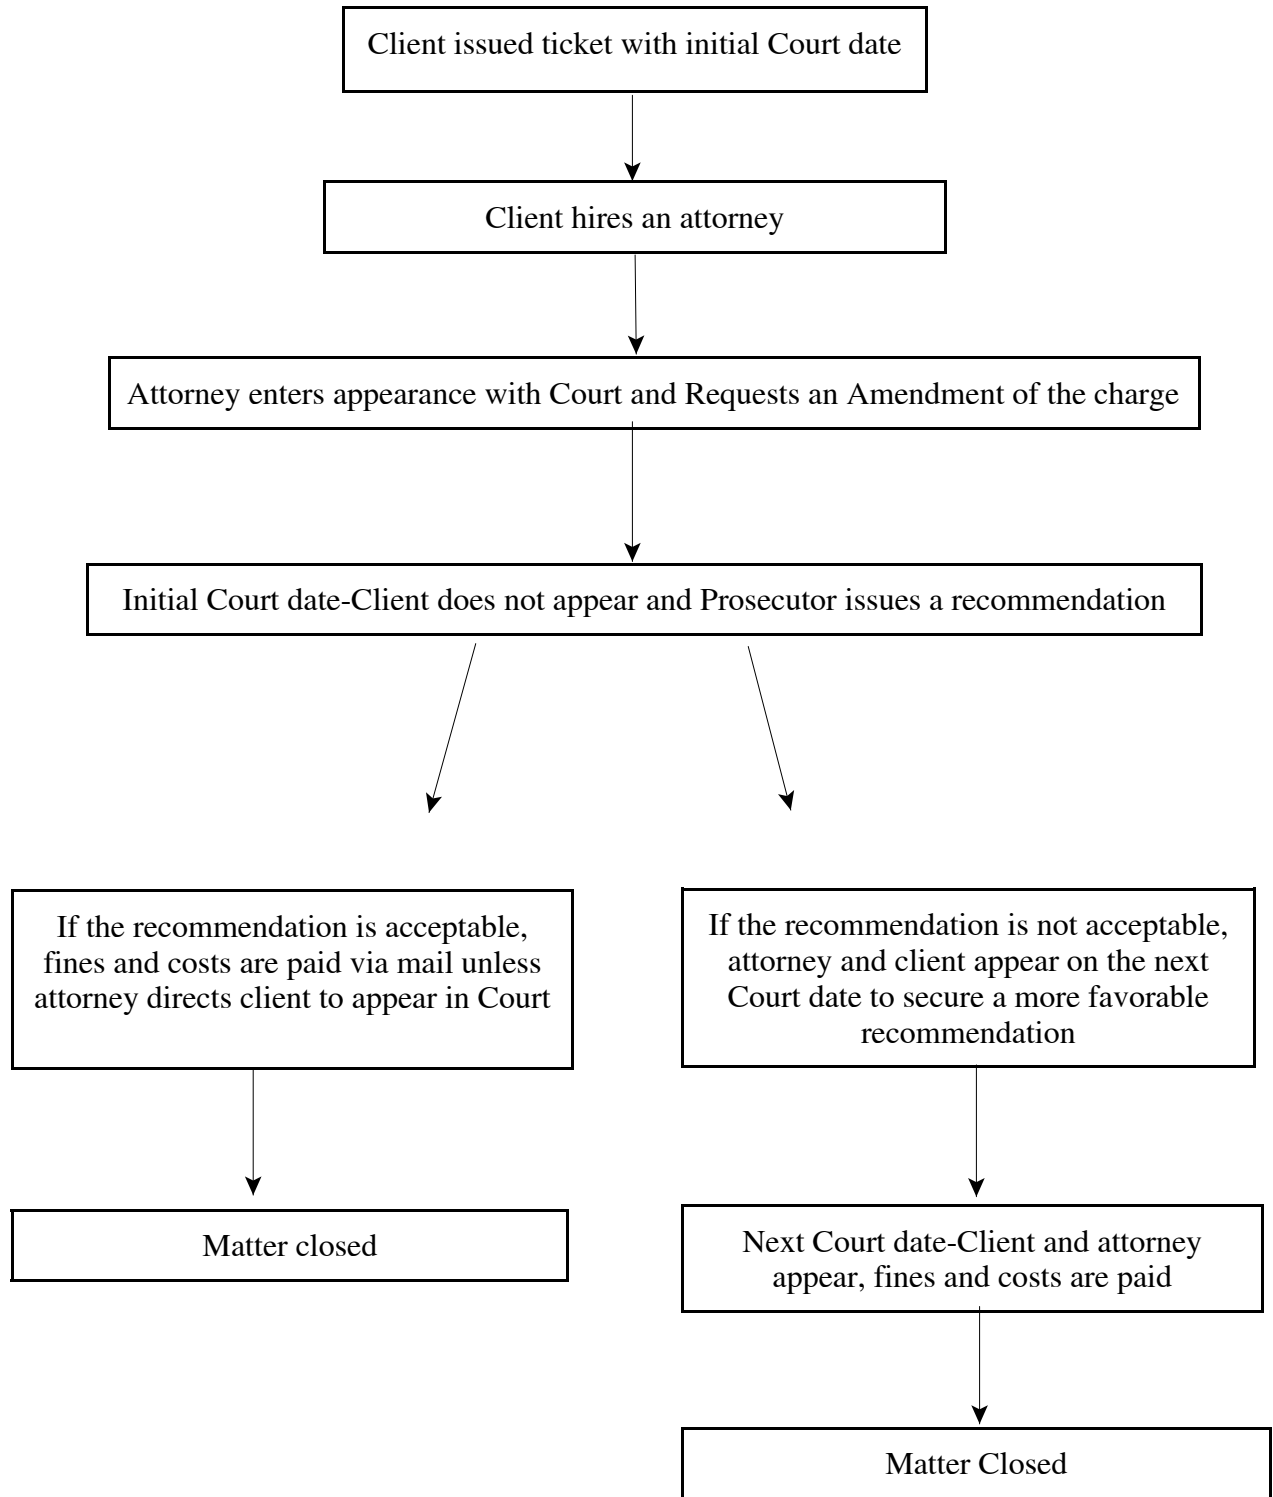 Client issued ticket with initial Court date
Client hires an attorney
Attorney enters appearance with Court and Requests an Amendment of the charge
Initial Court date-Client does not appear and Prosecutor issues a recommendation
If the recommendation is acceptable,
fines and costs are paid via mail unless
attorney directs client to appear in Court
If the recommendation is not acceptable,
attorney and client appear on the next
Court date to secure a more favorable
recommendation
Matter closed
Next Court date-Client and attorney
appear, fines and costs are paid
Matter Closed